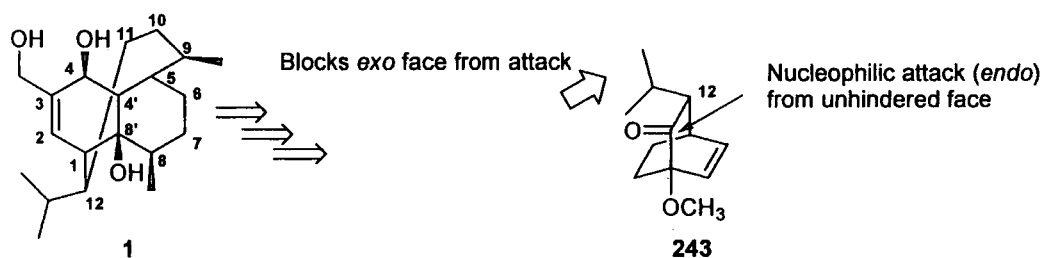 OH
OH
11
10
9
4
5
3
4'
6
2
8'
7
1
OH
8
12
1
Blocks exo face from attack
12
O
OCH3
243
Nucleophilic attack (endo)
from unhindered face